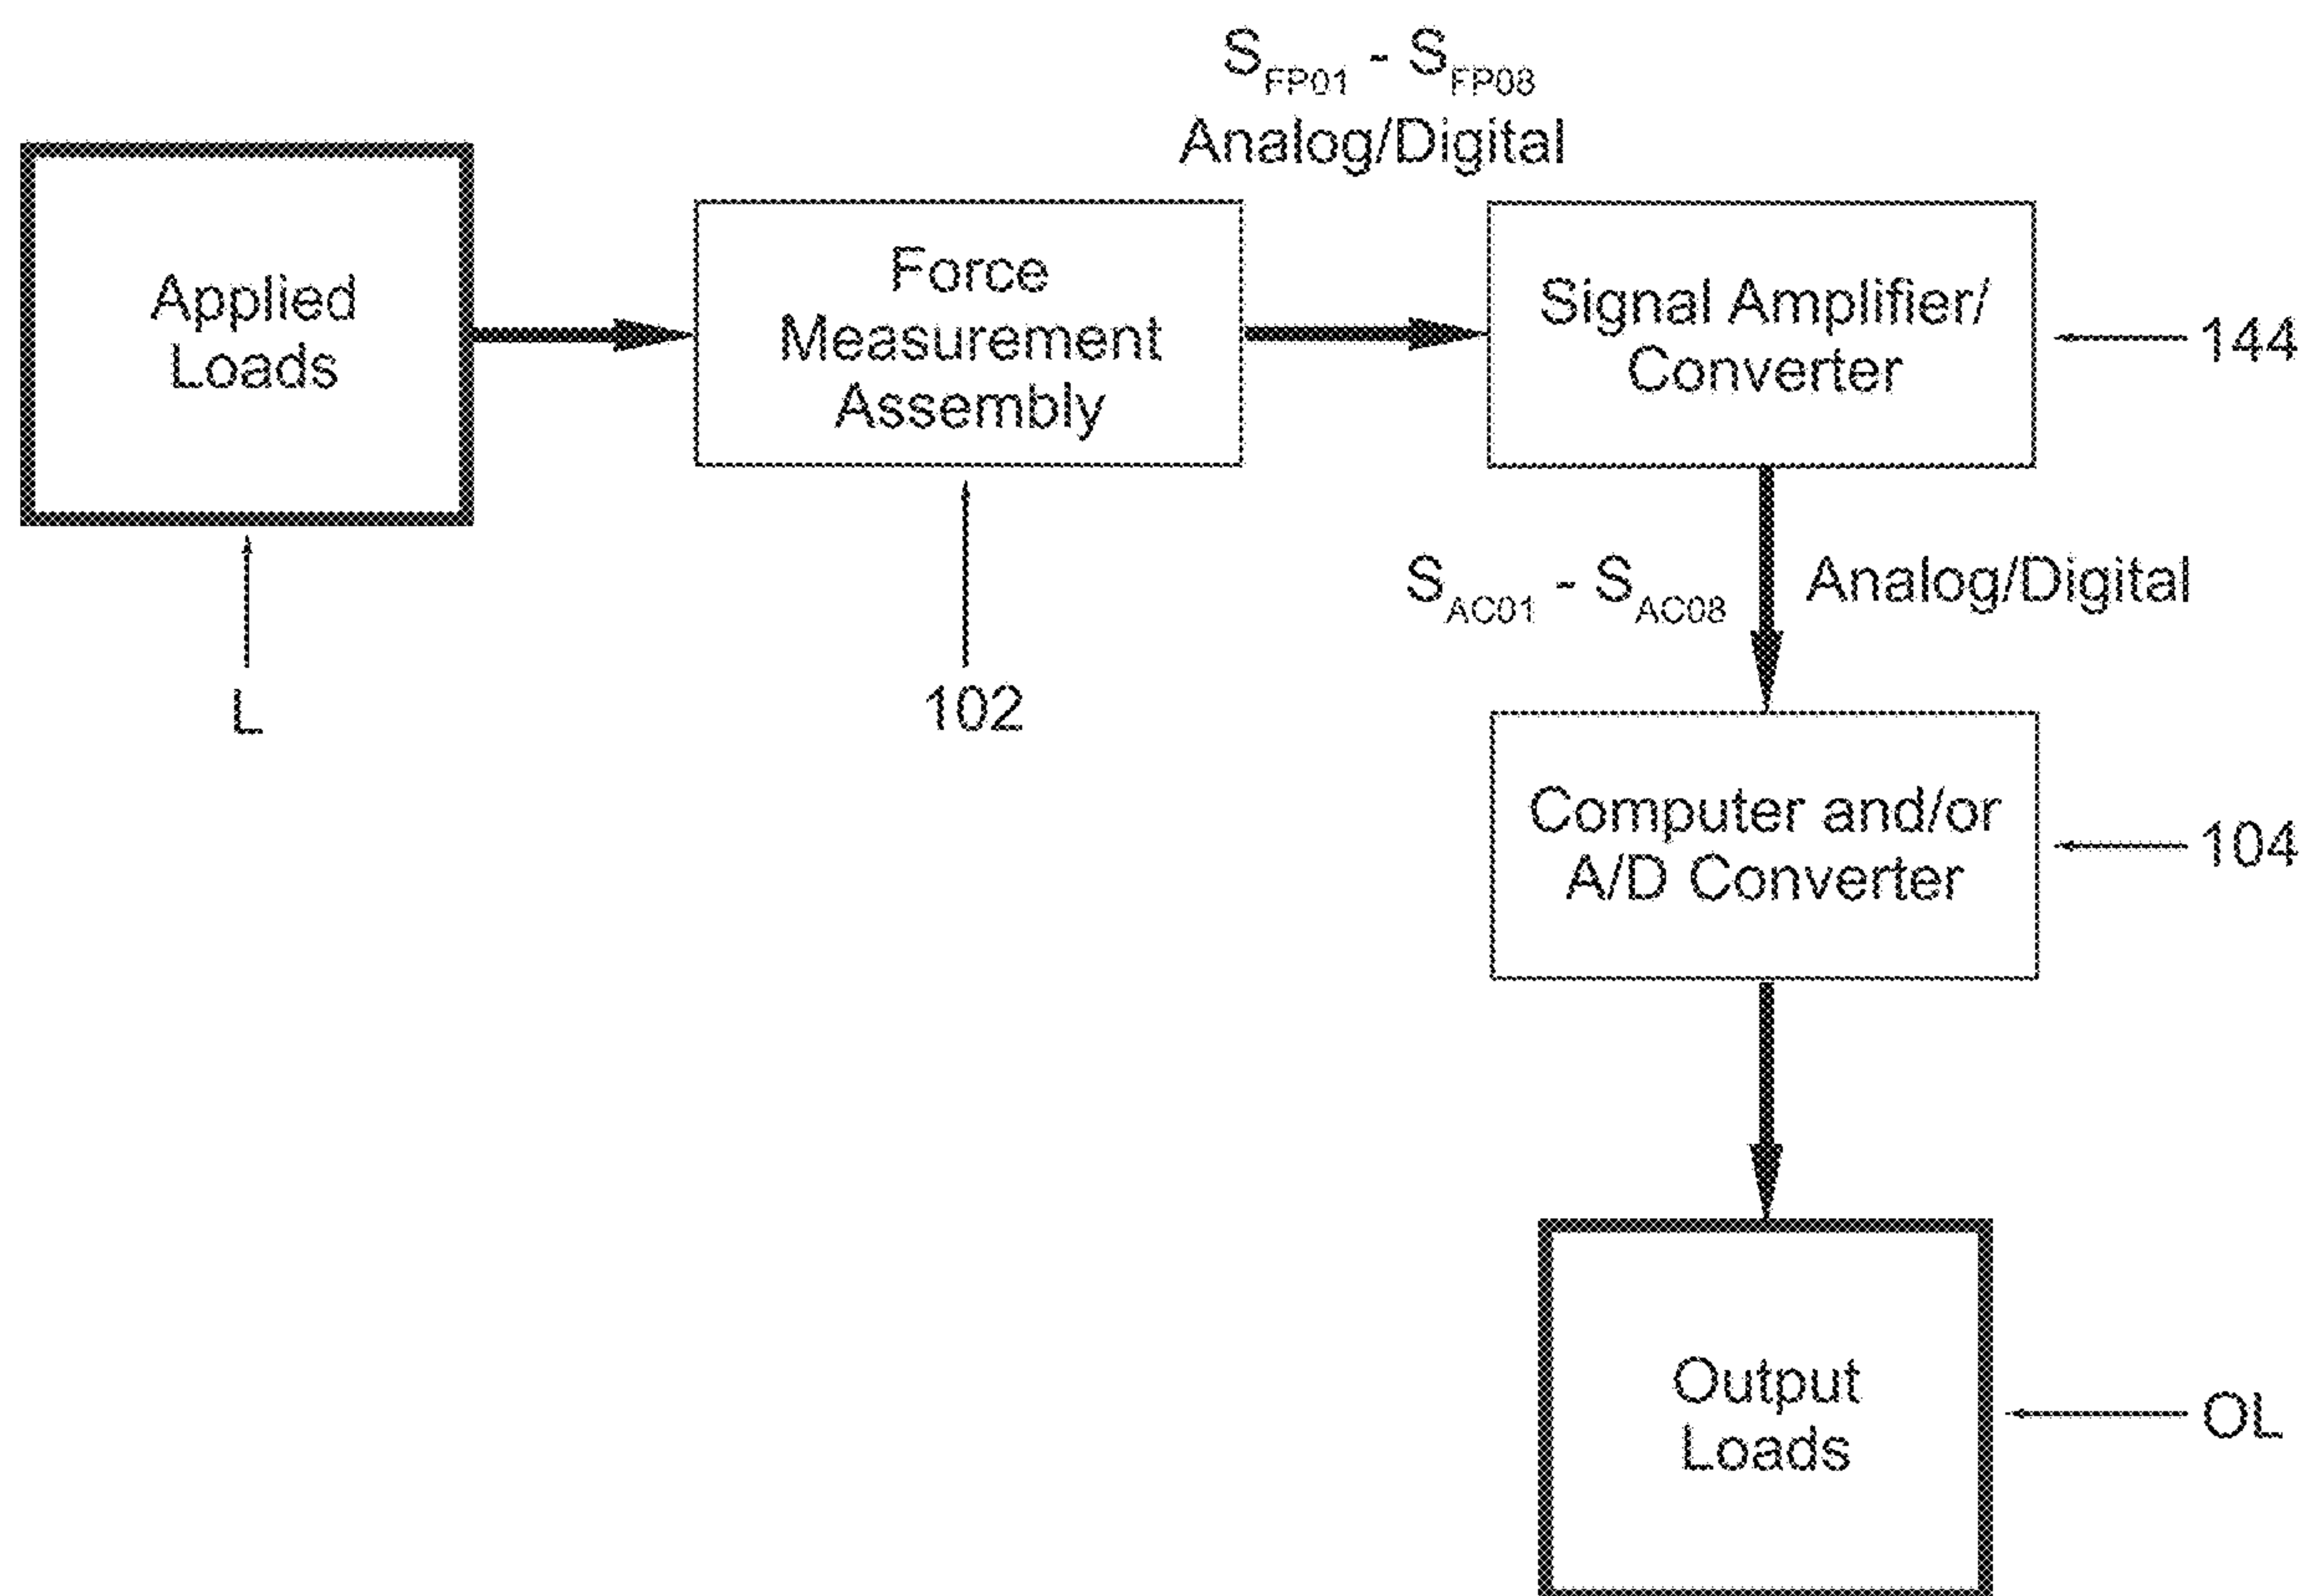 S_FP01 - S_FP08
Analog/Digital
Applied
Loads
Force
Measurement
Assembly
Signal Amplifier/
Converter
144
L
102
S_AC01 - S_AC08
Analog/Digital
Computer and/or
A/D Converter
104
Output
Loads
OL